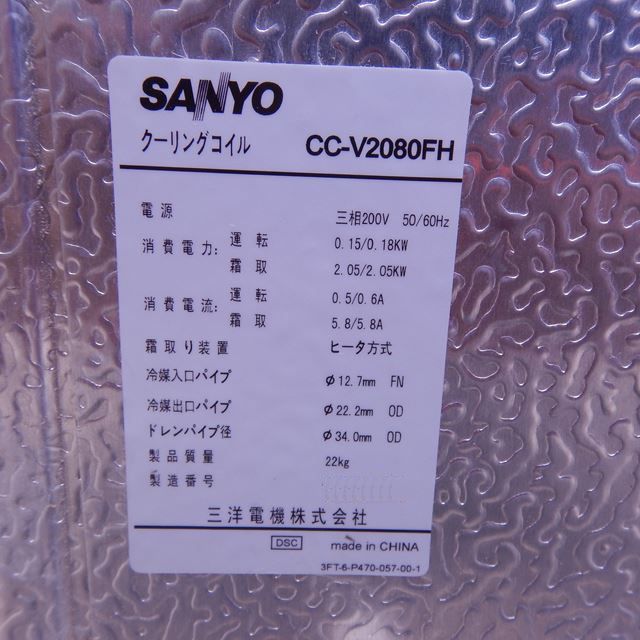 SANYO
クーリングコイル CC-V2080FH
電源 三相200V 50/60Hz
消費電力: 運転 0.15/0.18KW
霜取 2.05/2.05KW
消費電流: 運転 0.5/0.6A
霜取 5.8/5.8A
霜取り装置 ヒータ方式
冷媒入口パイプ φ12.7mm FN
冷媒出口パイプ φ22.2mm OD
ドレンパイプ径 φ34.0mm OD
製品質量 22kg
製造番号
三洋電機株式会社
DSC made in CHINA
3FT-6-P470-057-00-1